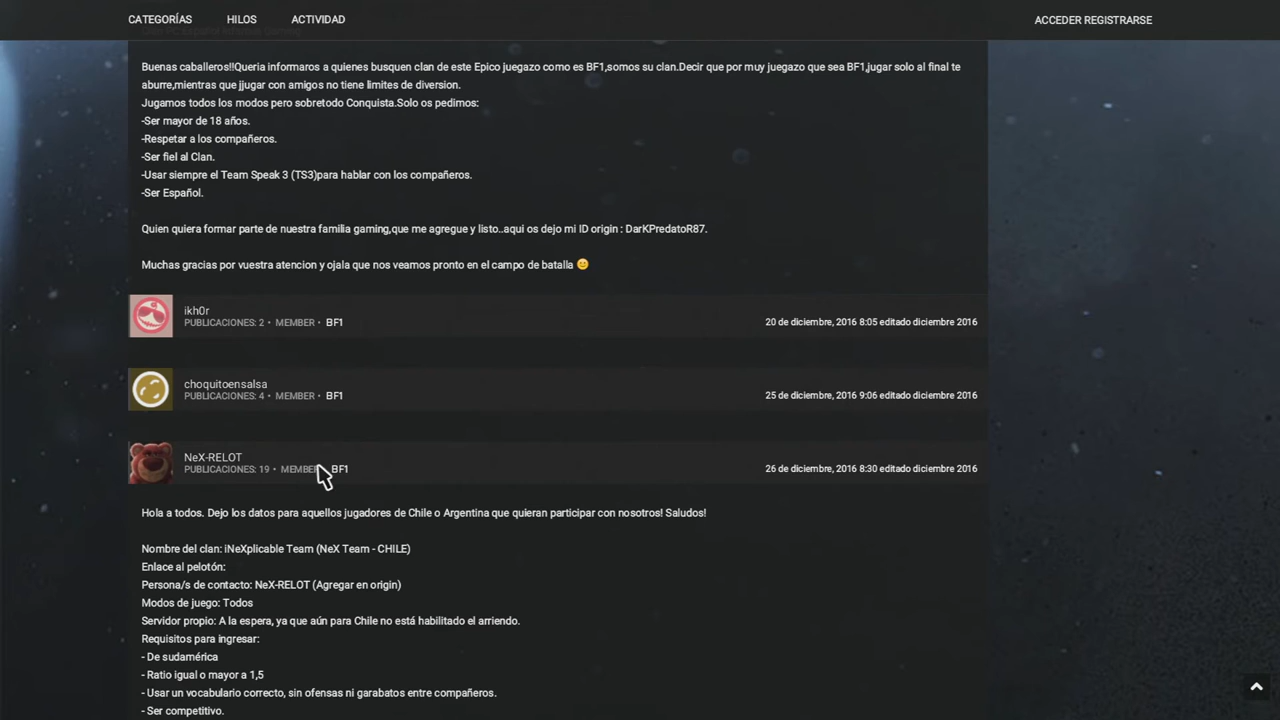 CATEGORÍAS HILOS ACTIVIDAD ACCEDER REGISTRARSE
Buenas caballeros!!Queria informaros a quienes busquen clan de este Epico juegazo como es BF1,somos su clan.Decir que por muy juegazo que sea BF1,jugar solo al final te
aburre,mientras que jjugar con amigos no tiene limites de diversion.
Jugamos todos los modos pero sobretodo Conquista.Solo os pedimos:
-Ser mayor de 18 años.
-Respetar a los compañeros.
-Ser fiel al Clan.
-Usar siempre el Team Speak 3 (TS3)para hablar con los compañeros.
-Ser Español.
Quien quiera formar parte de nuestra familia gaming,que me agregue y listo..aqui os dejo mi ID origin : DarKPredatoR87.
Muchas gracias por vuestra atencion y ojala que nos veamos pronto en el campo de batalla 🙂
ikh0r
PUBLICACIONES: 2 • MEMBER • BF1 20 de diciembre, 2016 8:05 editado diciembre 2016
choquitoensalsa
PUBLICACIONES: 4 • MEMBER • BF1 25 de diciembre, 2016 9:06 editado diciembre 2016
NeX-RELOT
PUBLICACIONES: 19 • MEMBER BF1 26 de diciembre, 2016 8:30 editado diciembre 2016
Hola a todos. Dejo los datos para aquellos jugadores de Chile o Argentina que quieran participar con nosotros! Saludos!
Nombre del clan: iNeXplicable Team (NeX Team - CHILE)
Enlace al pelotón:
Persona/s de contacto: NeX-RELOT (Agregar en origin)
Modos de juego: Todos
Servidor propio: A la espera, ya que aún para Chile no está habilitado el arriendo.
Requisitos para ingresar:
- De sudamérica
- Ratio igual o mayor a 1,5
- Usar un vocabulario correcto, sin ofensas ni garabatos entre compañeros.
- Ser competitivo.